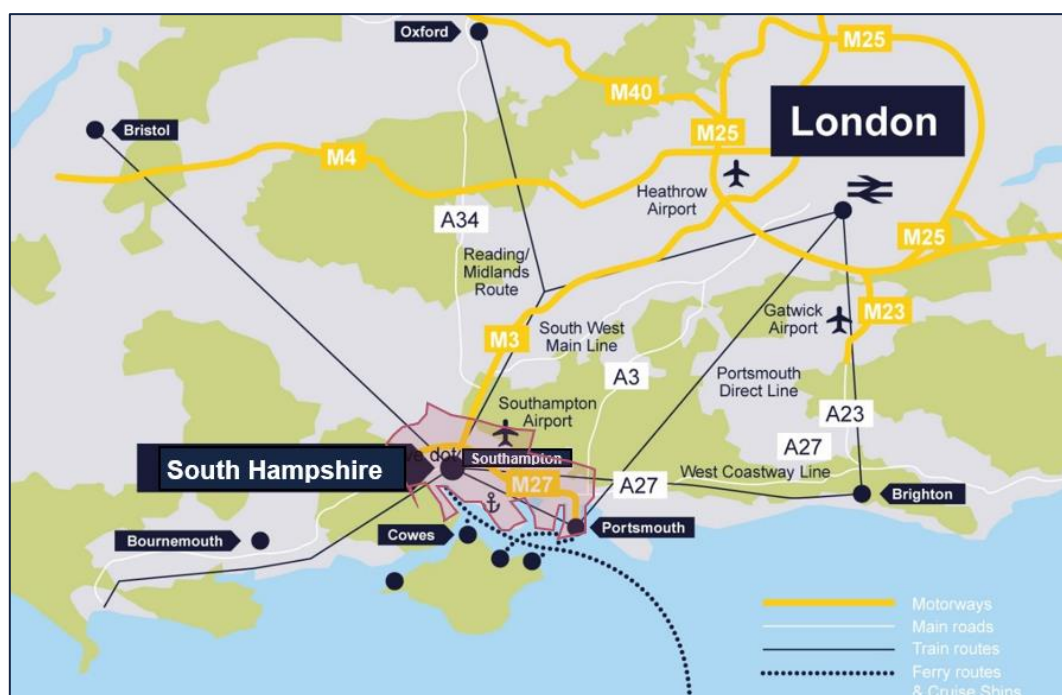 Oxford
M25
M40
London
Bristol
M25
M4
Heathrow
Airport
A34
M25
Reading/
Midlands
Route
Gatwick
Airport
M23
M3
South West
Main Line
A3
Portsmouth
Direct Line
Southampton
Airport
A23
A27
South Hampshire
Southampton
West Coastway Line
M27
A27
Brighton
Portsmouth
Cowes
Bournemouth
Motorways
Main roads
Train routes
Ferry routes
& Cruise Ships